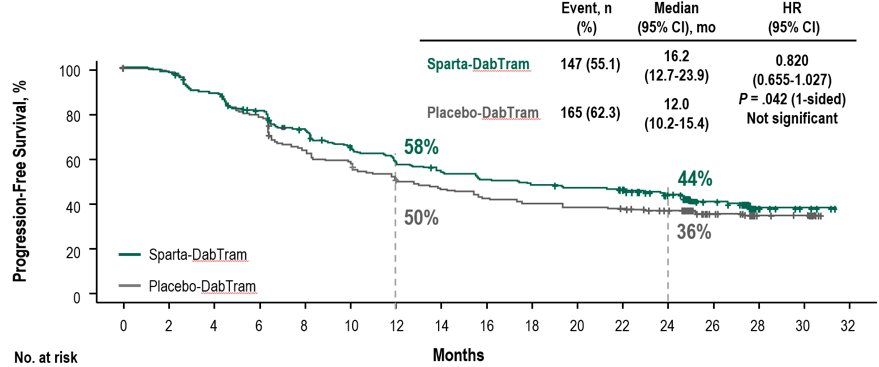 Event, n Median HR
(%) (95% CI), mo (95% CI)
Sparta-DabTram 147 (55.1) 16.2 0.820
(12.7-23.9) (0.655-1.027)
Placebo-DabTram 165 (62.3) 12.0 P = .042 (1-sided)
(10.2-15.4) Not significant
Progression-Free Survival, %
100
80
60
40
20
0
58%
50%
44%
36%
Sparta-DabTram
Placebo-DabTram
0 2 4 6 8 10 12 14 16 18 20 22 24 26 28 30 32
No. at risk
Months